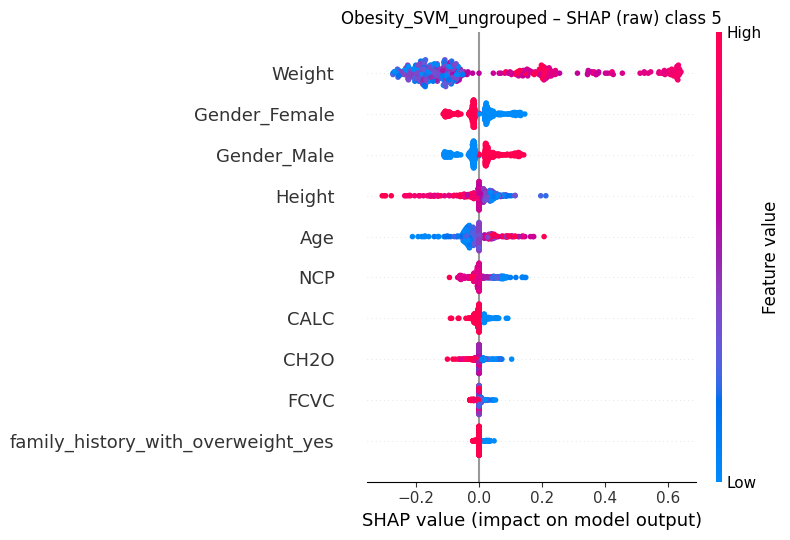 Obesity_SVM_ungrouped – SHAP (raw) class 5
High
Weight
Gender_Female
Gender_Male
Height
Age
NCP
CALC
CH2O
FCVC
family_history_with_overweight_yes
Feature value
Low
−0.2 0.0 0.2 0.4 0.6
SHAP value (impact on model output)